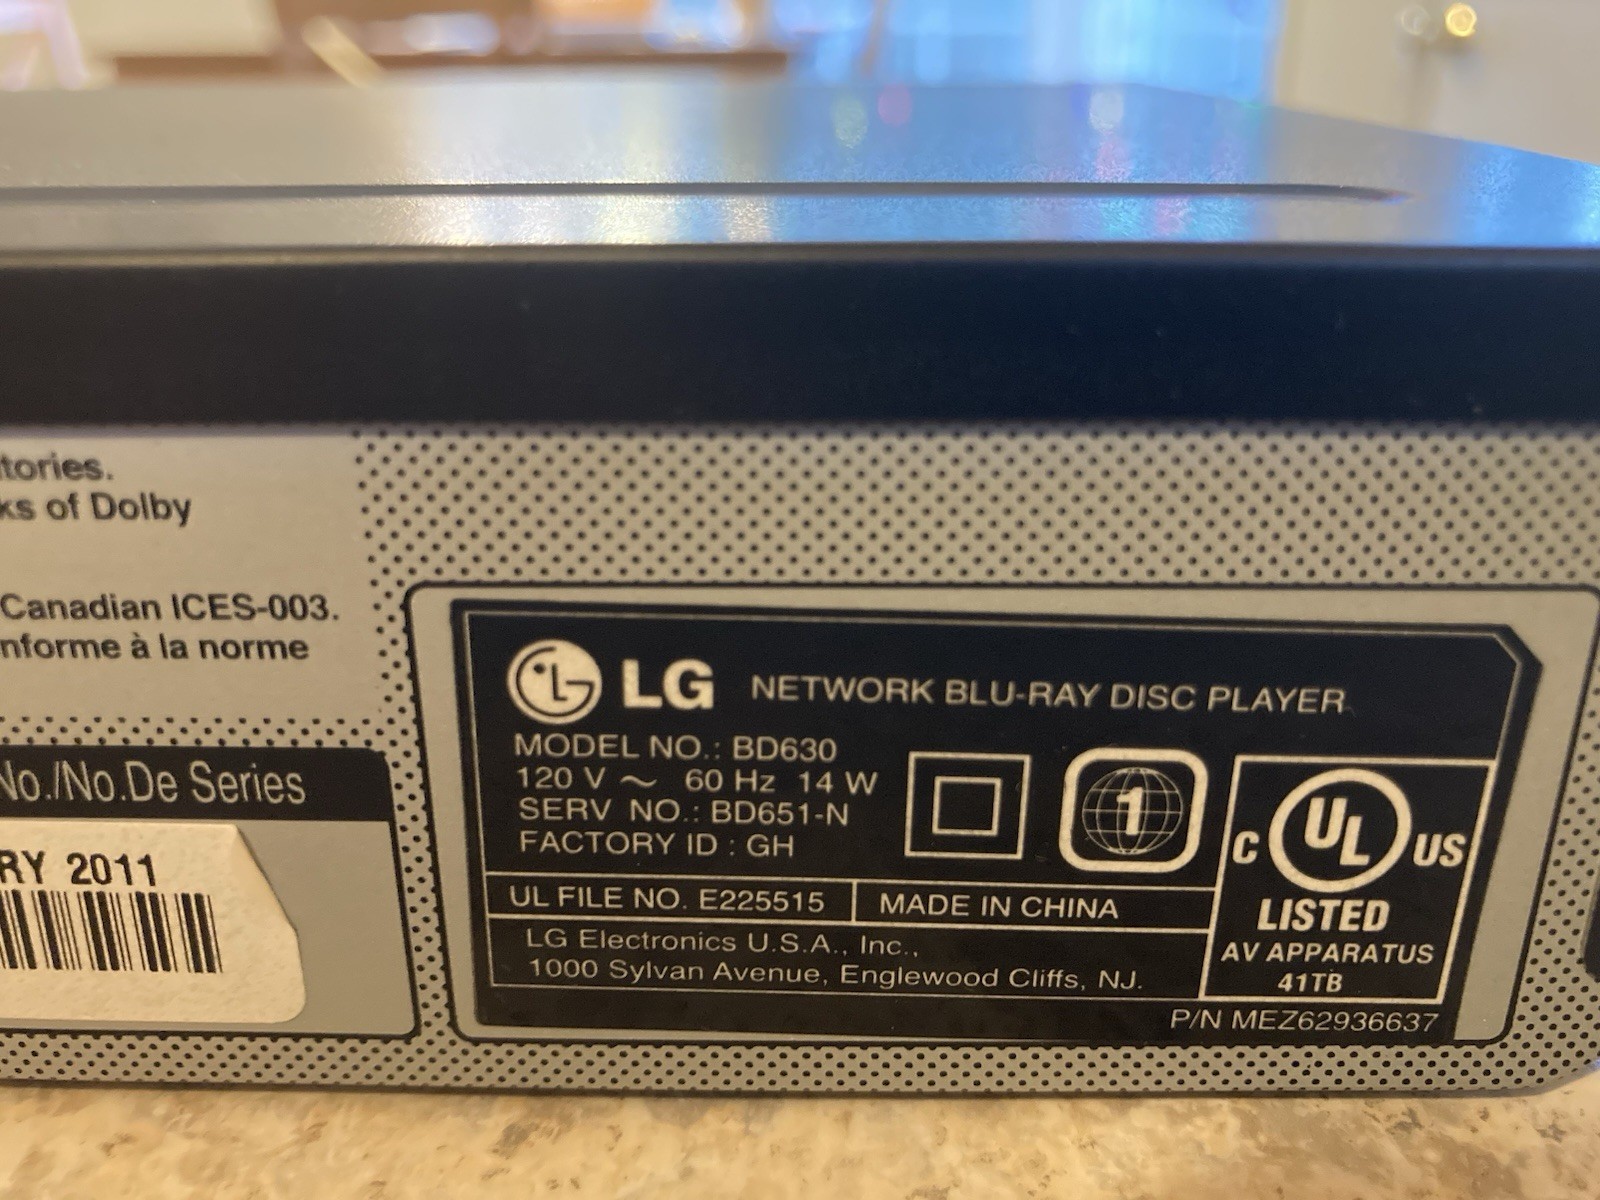 tories.
ks of Dolby
Canadian ICES-003.
nforme à la norme
No./No.De Series
RY 2011
LG NETWORK BLU-RAY DISC PLAYER
MODEL NO.: BD630
120 V ~ 60 Hz 14 W
SERV NO.: BD651-N
FACTORY ID : GH
1
C UL US
LISTED
AV APPARATUS
41TB
UL FILE NO. E225515 MADE IN CHINA
LG Electronics U.S.A., Inc.,
1000 Sylvan Avenue, Englewood Cliffs, NJ.
P/N MEZ62936637